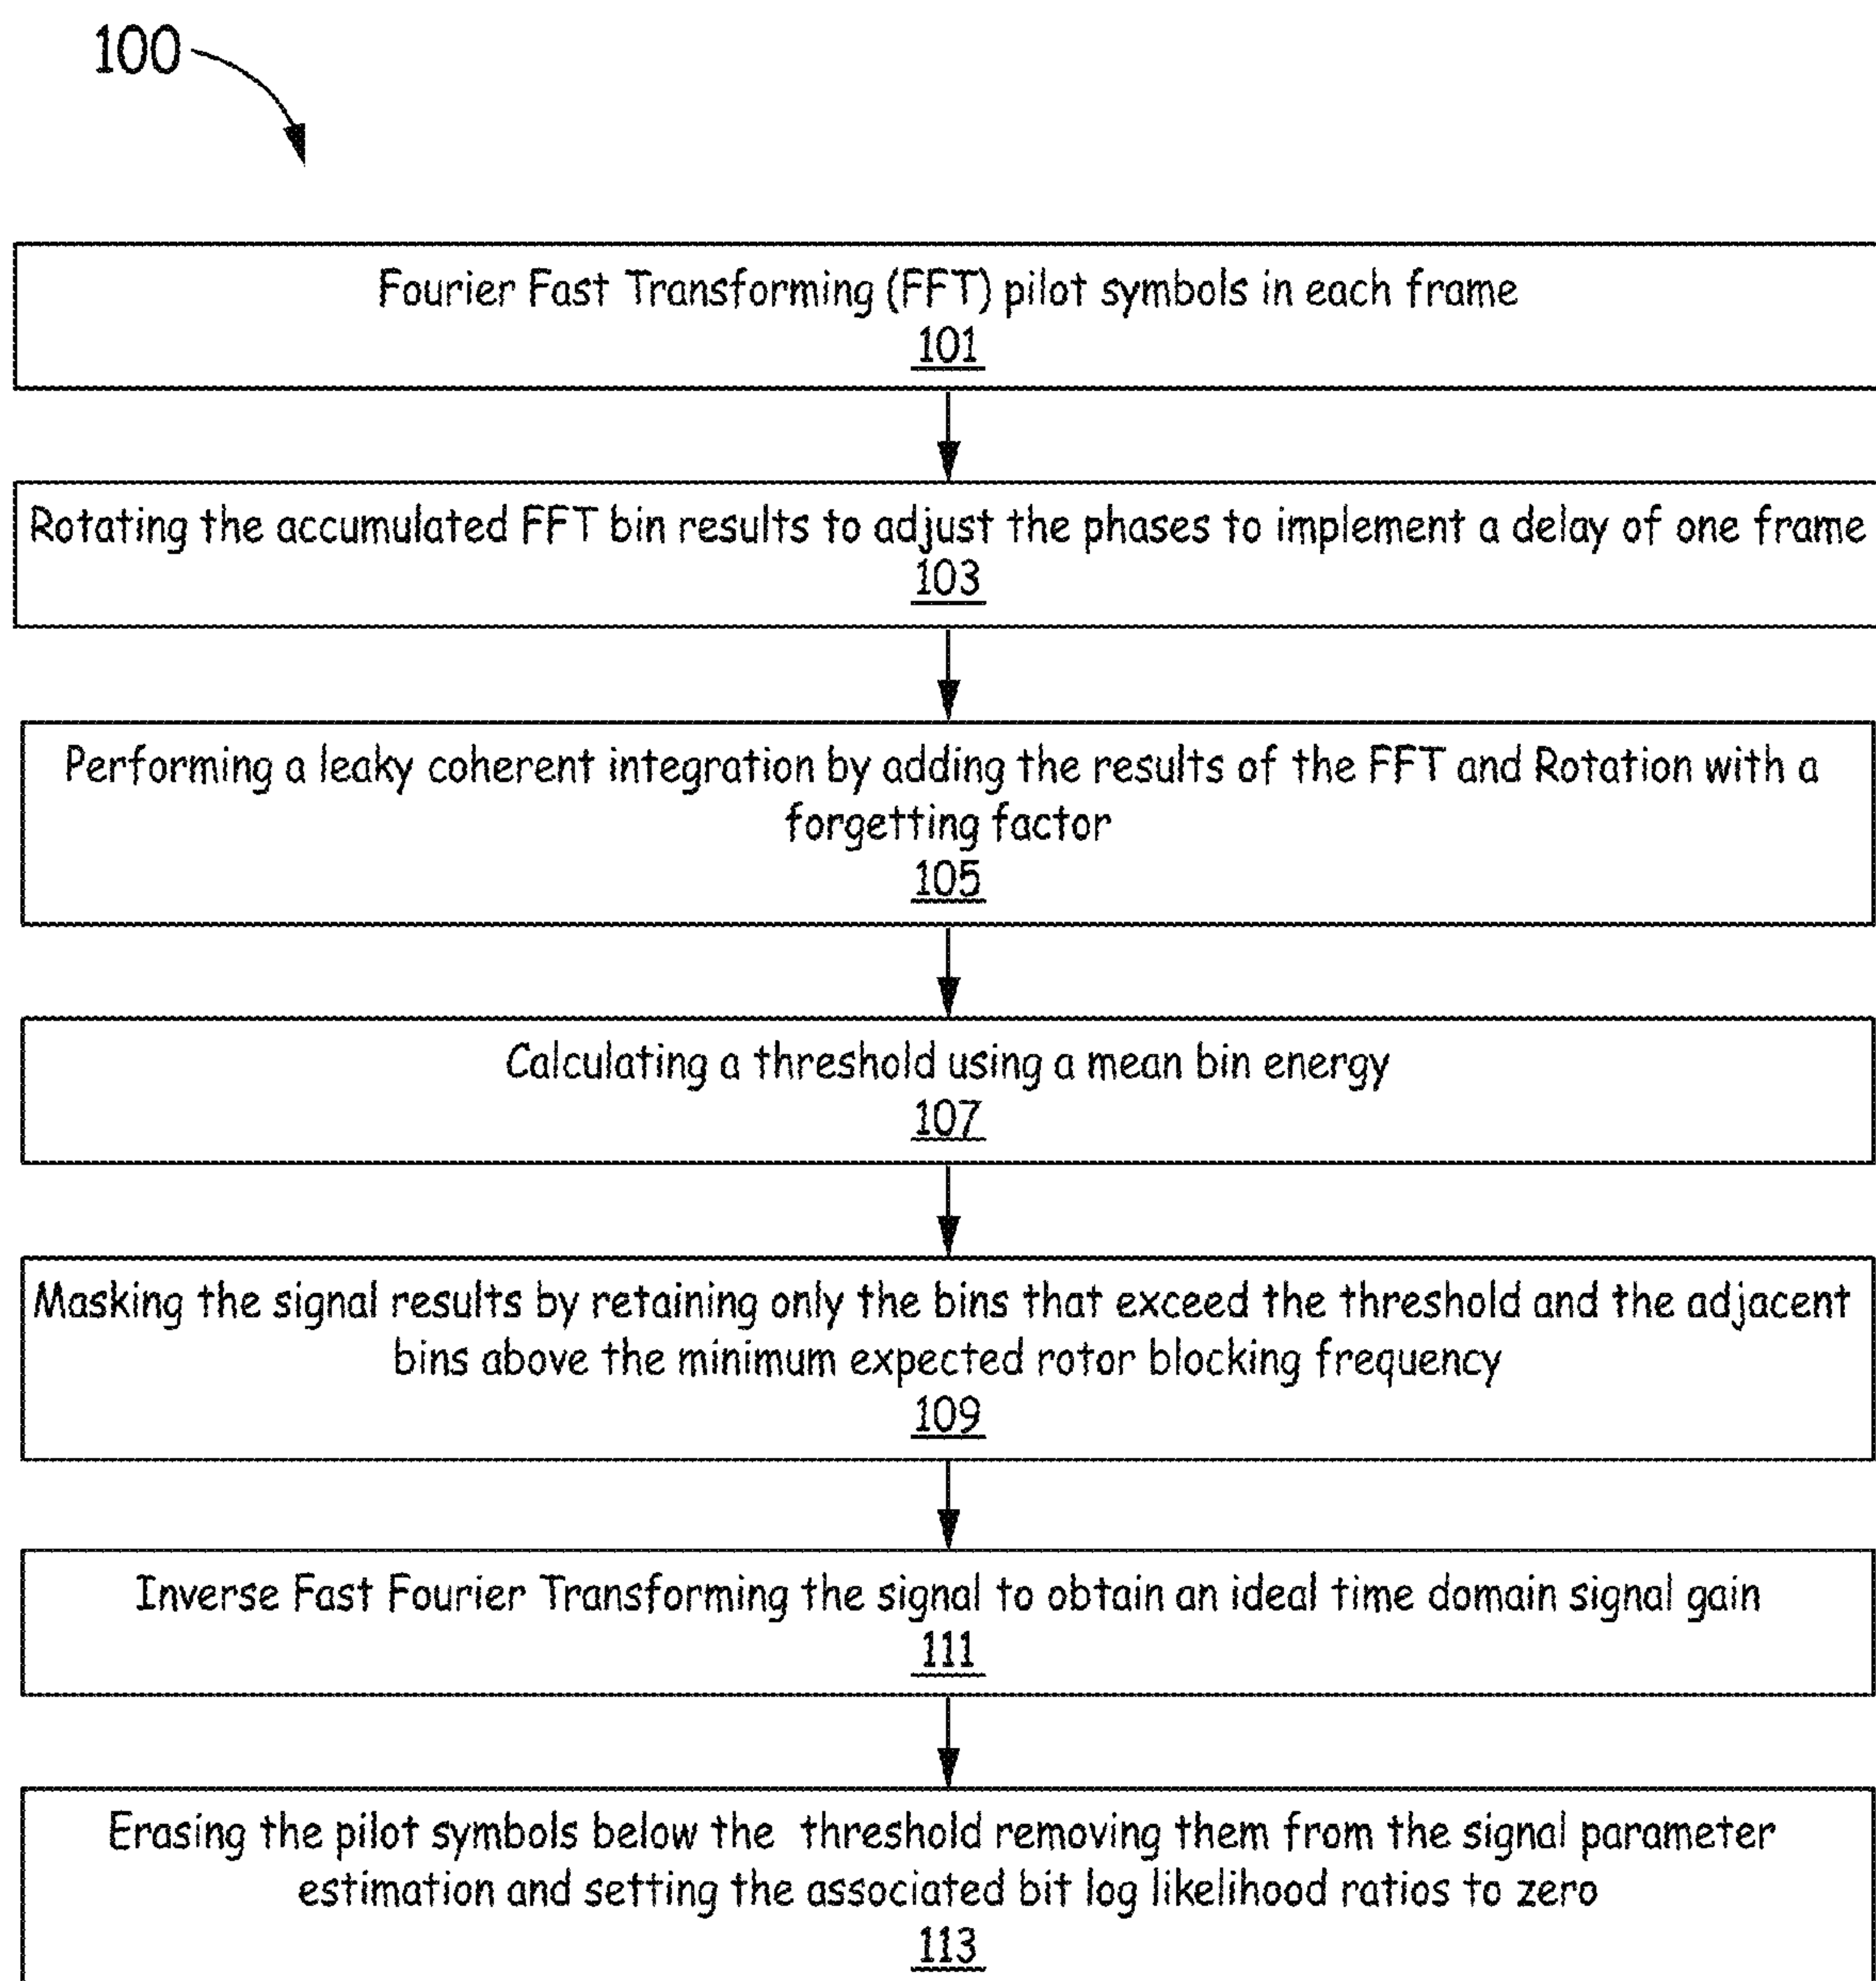 100
Fourier Fast Transforming (FFT) pilot symbols in each frame
101
Rotating the accumulated FFT bin results to adjust the phases to implement a delay of one frame
103
Performing a leaky coherent integration by adding the results of the FFT and Rotation with a
forgetting factor
105
Calculating a threshold using a mean bin energy
107
Masking the signal results by retaining only the bins that exceed the threshold and the adjacent
bins above the minimum expected rotor blocking frequency
109
Inverse Fast Fourier Transforming the signal to obtain an ideal time domain signal gain
111
Erasing the pilot symbols below the threshold removing them from the signal parameter
estimation and setting the associated bit log likelihood ratios to zero
113